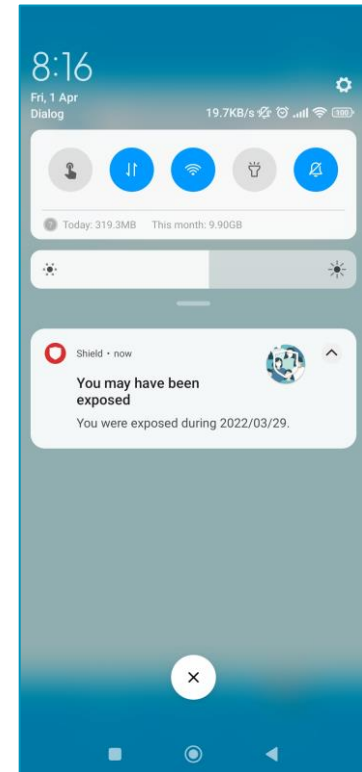 8:16
Fri, 1 Apr
Dialog
19.7KB/s 100
Today: 319.3MB This month: 9.90GB
Shield • now
You may have been
exposed
You were exposed during 2022/03/29.